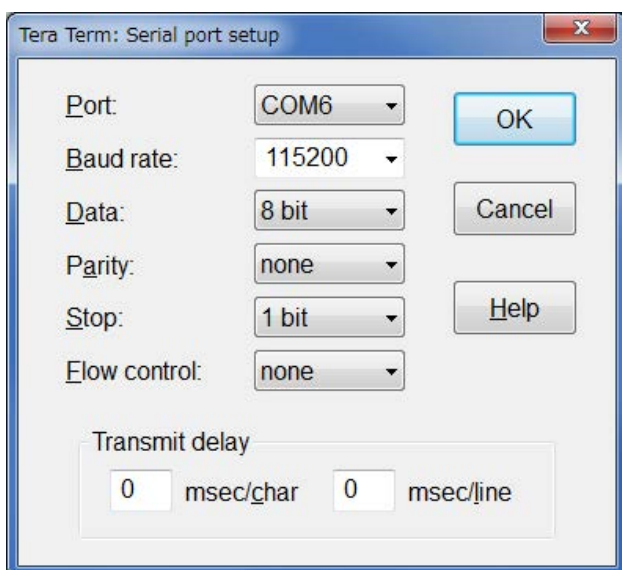 Tera Term: Serial port setup
Port: COM6
OK
Baud rate: 115200
Data: 8 bit
Cancel
Parity: none
Stop: 1 bit
Help
Flow control: none
Transmit delay
0 msec/char 0 msec/line